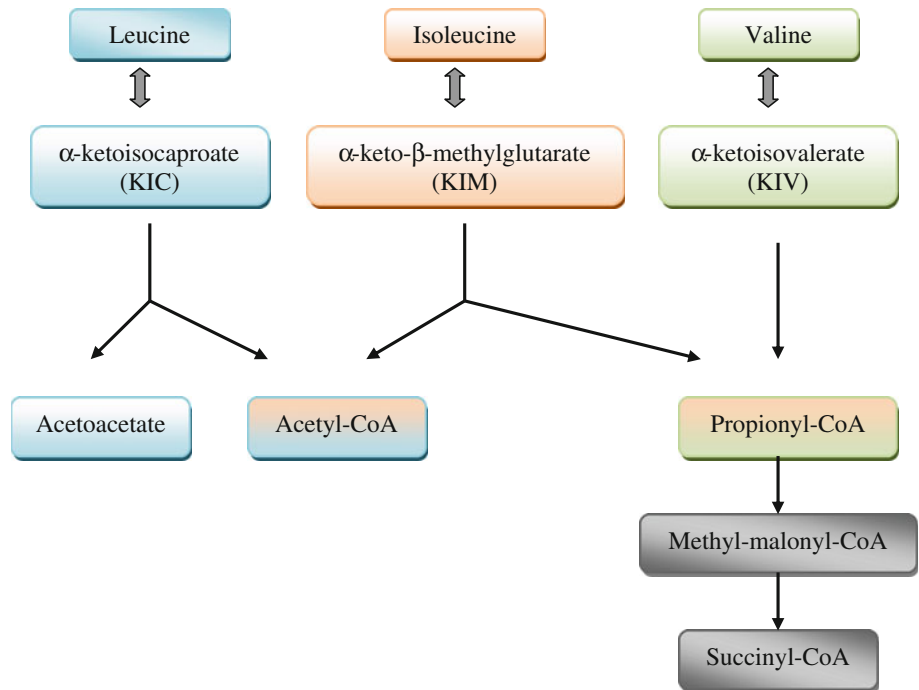 Leucine
Isoleucine
Valine
α-ketoisocaproate
(KIC)
α-keto-β-methylglutarate
(KIM)
α-ketoisovalerate
(KIV)
Acetoacetate
Acetyl-CoA
Propionyl-CoA
Methyl-malonyl-CoA
Succinyl-CoA